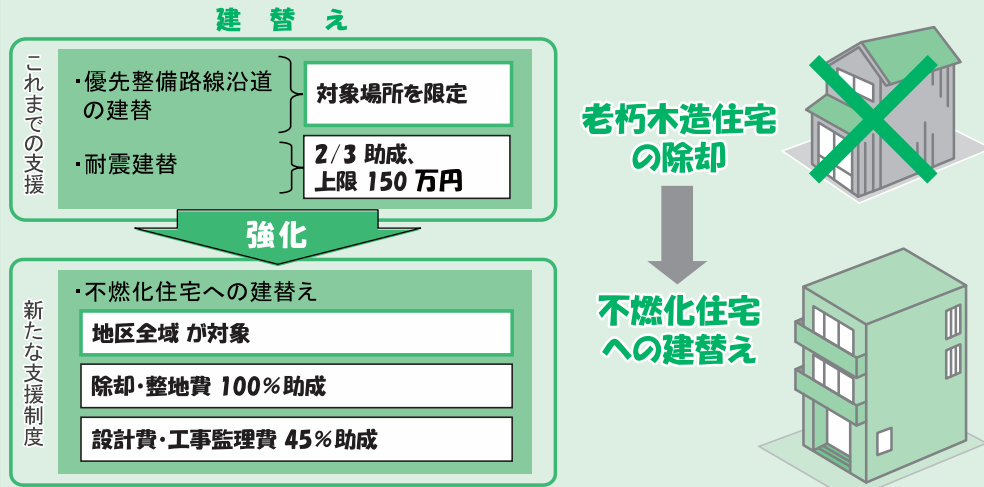 建替え
これまでの支援
・優先整備路線沿道
の建替
対象場所を限定
・耐震建替
2/3 助成、
上限 150 万円
強化
新たな支援制度
・不燃化住宅への建替え
地区全域 が対象
除却・整地費 100%助成
設計費・工事監理費 45%助成
老朽木造住宅
の除却
不燃化住宅
への建替え